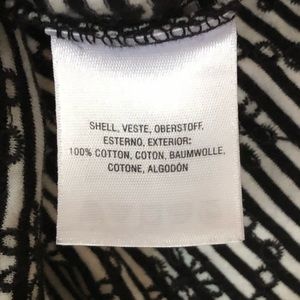 SHELL, VESTE, OBERSTOFF,
ESTERNO, EXTERIOR:
100% COTTON, COTON, BAUMWOLLE,
COTONE, ALGODÓN